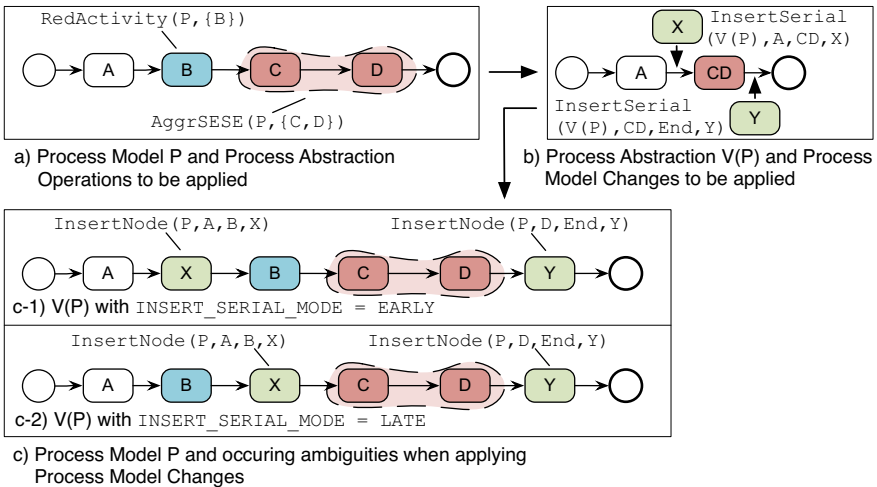 RedActivity(P,{B})
A
B
C
D
AggrSESE(P,{C,D})
a) Process Model P and Process Abstraction
Operations to be applied
X
InsertSerial
(V(P),A,CD,X)
A
CD
InsertSerial
(V(P),CD,End,Y)
Y
b) Process Abstraction V(P) and Process
Model Changes to be applied
InsertNode(P,A,B,X)
InsertNode(P,D,End,Y)
A
X
B
C
D
Y
c-1) V(P) with INSERT_SERIAL_MODE = EARLY
InsertNode(P,A,B,X)
InsertNode(P,D,End,Y)
A
B
X
C
D
Y
c-2) V(P) with INSERT_SERIAL_MODE = LATE
c) Process Model P and occuring ambiguities when applying
Process Model Changes